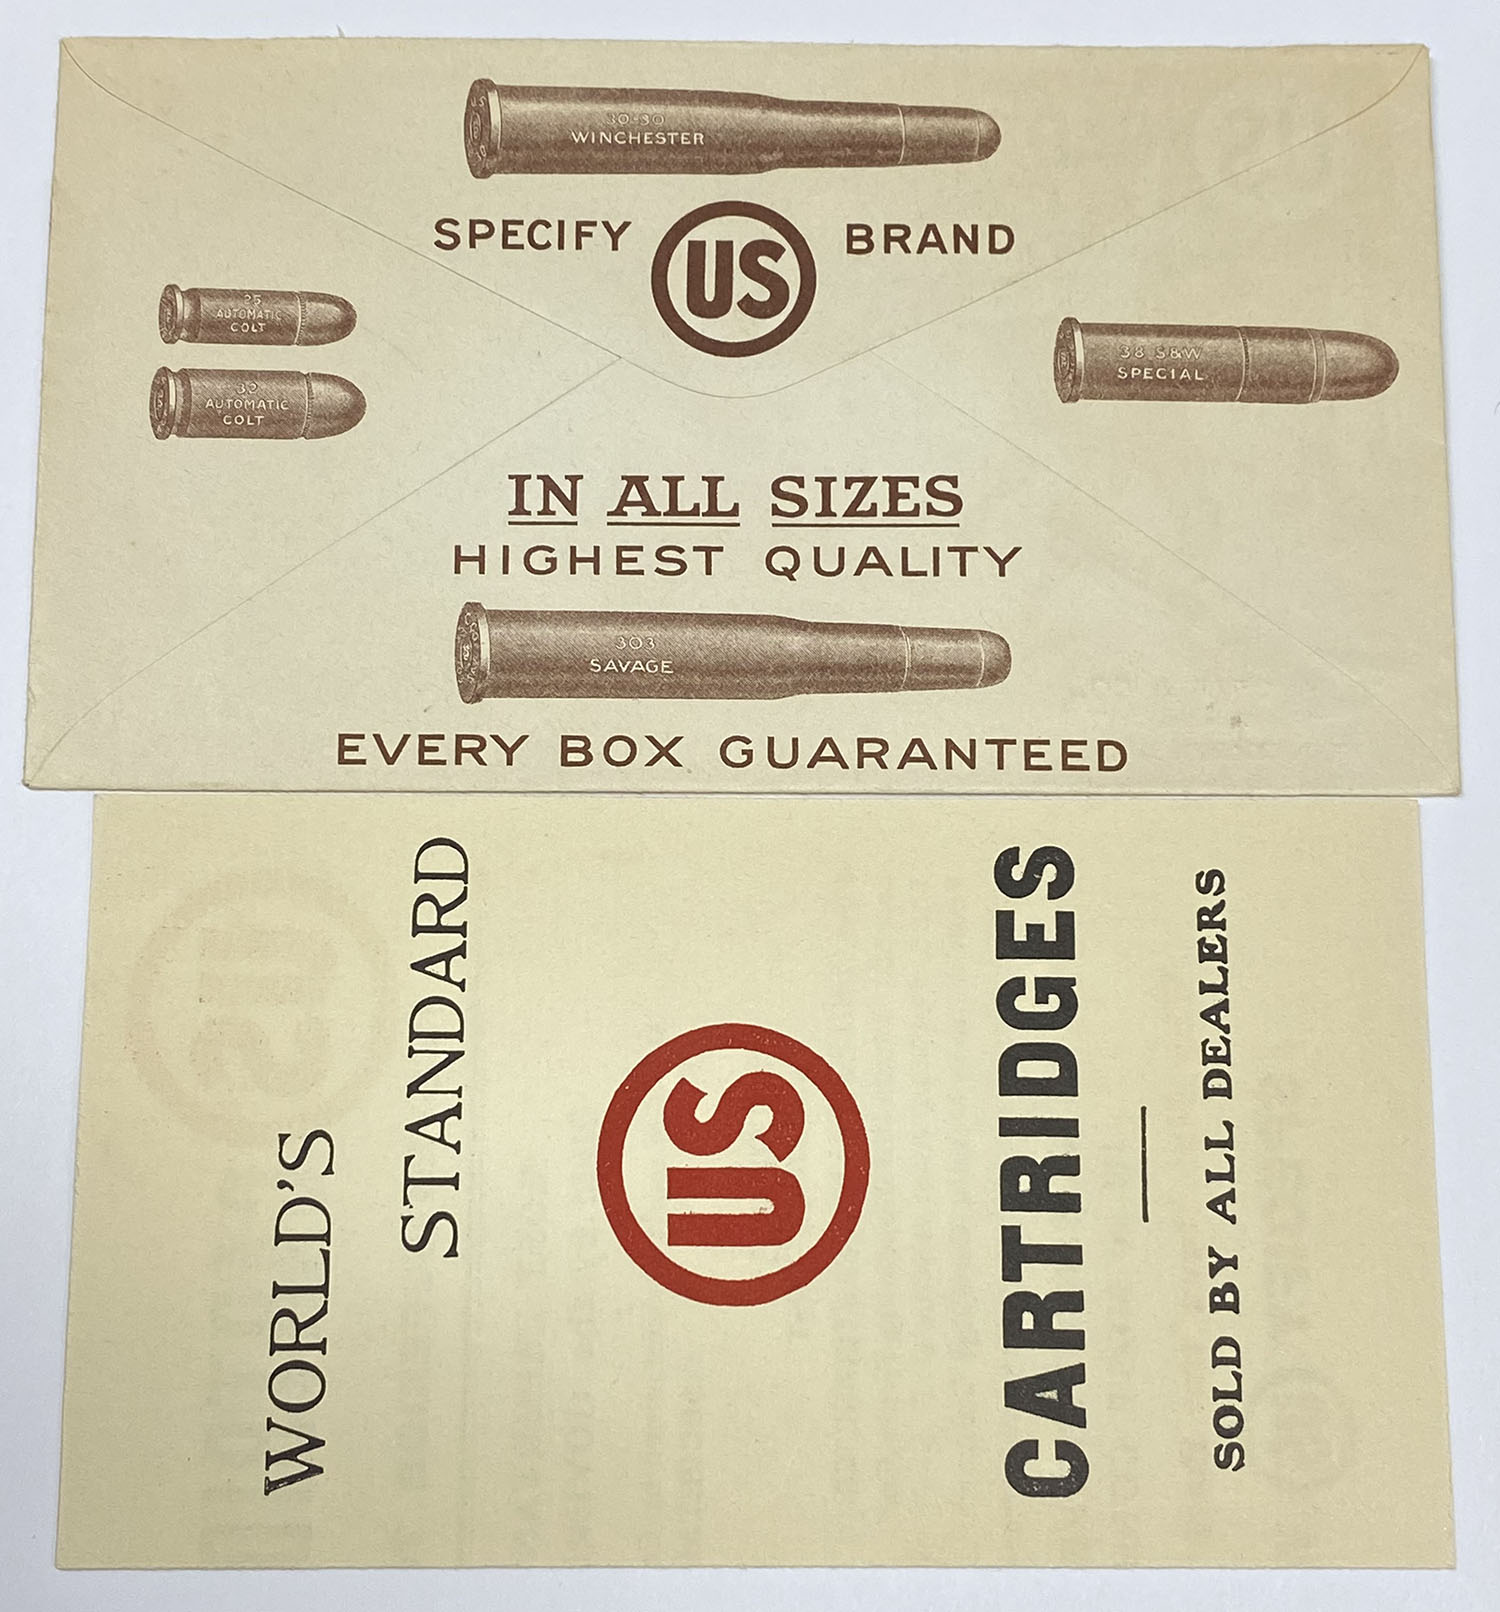 30-30
WINCHESTER
SPECIFY US BRAND
25
AUTOMATIC
COLT
32
AUTOMATIC
COLT
38 S&W
SPECIAL
IN ALL SIZES
HIGHEST QUALITY
303
SAVAGE
EVERY BOX GUARANTEED
WORLD'S
STANDARD
US
CARTRIDGES
SOLD BY ALL DEALERS